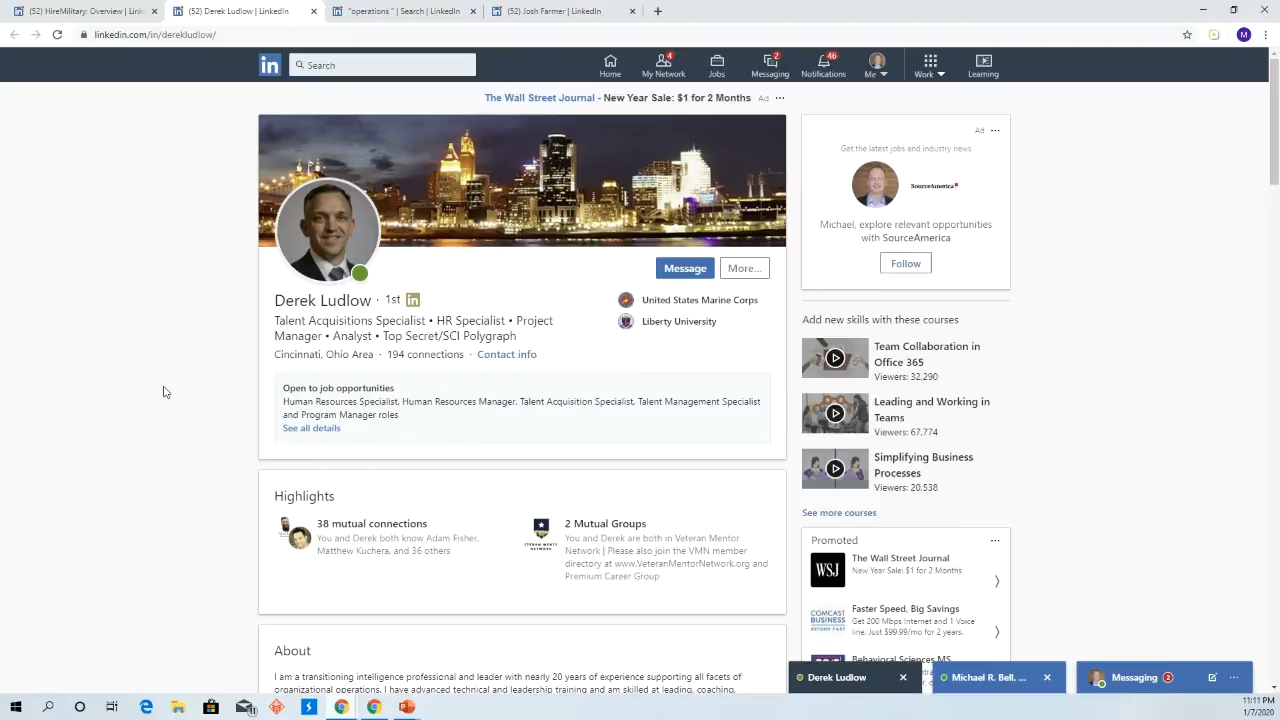 (52) HireMilitary: Overview | Link
(52) Derek Ludlow | LinkedIn
"operations " | Search | LinkedIn
(52) Josh Farmer | LinkedIn
linkedin.com/in/derekludlow/
M
in
Search
Home
4
My Network
Jobs
2
Messaging
46
Notifications
Me
Work
Learning
The Wall Street Journal - New Year Sale: $1 for 2 Months Ad
Derek Ludlow · 1st in
Talent Acquisitions Specialist • HR Specialist • Project
Manager • Analyst • Top Secret/SCI Polygraph
Cincinnati, Ohio Area · 194 connections · Contact info
Message
More...
United States Marine Corps
Liberty University
Open to job opportunities
Human Resources Specialist, Human Resources Manager, Talent Acquisition Specialist, Talent Management Specialist
and Program Manager roles
See all details
Highlights
38 mutual connections
You and Derek both know Adam Fisher,
Matthew Kuchera, and 36 others
2 Mutual Groups
You and Derek are both in Veteran Mentor
Network | Please also join the VMN member
directory at www.VeteranMentorNetwork.org and
Premium Career Group
About
I am a transitioning intelligence professional and leader with nearly 20 years of experience supporting all facets of
organizational operations. I have advanced technical and leadership training and am skilled at leading, coaching,
Ad
Get the latest jobs and industry news
SourceAmerica
Michael, explore relevant opportunities
with SourceAmerica
Follow
Add new skills with these courses
Team Collaboration in
Office 365
Viewers: 32,290
Leading and Working in
Teams
Viewers: 67,774
Simplifying Business
Processes
Viewers: 20,538
See more courses
Promoted
WSJ
The Wall Street Journal
New Year Sale: $1 for 2 Months
COMCAST
BUSINESS
BEYOND FAST
Faster Speed, Big Savings
Get 200 Mbps Internet and 1 Voice
line. Just $99.99/mo for 2 years.
Behavioral Sciences MS
Derek Ludlow
Michael R. Bell, ...
Messaging 2
11:11 PM
1/7/2020